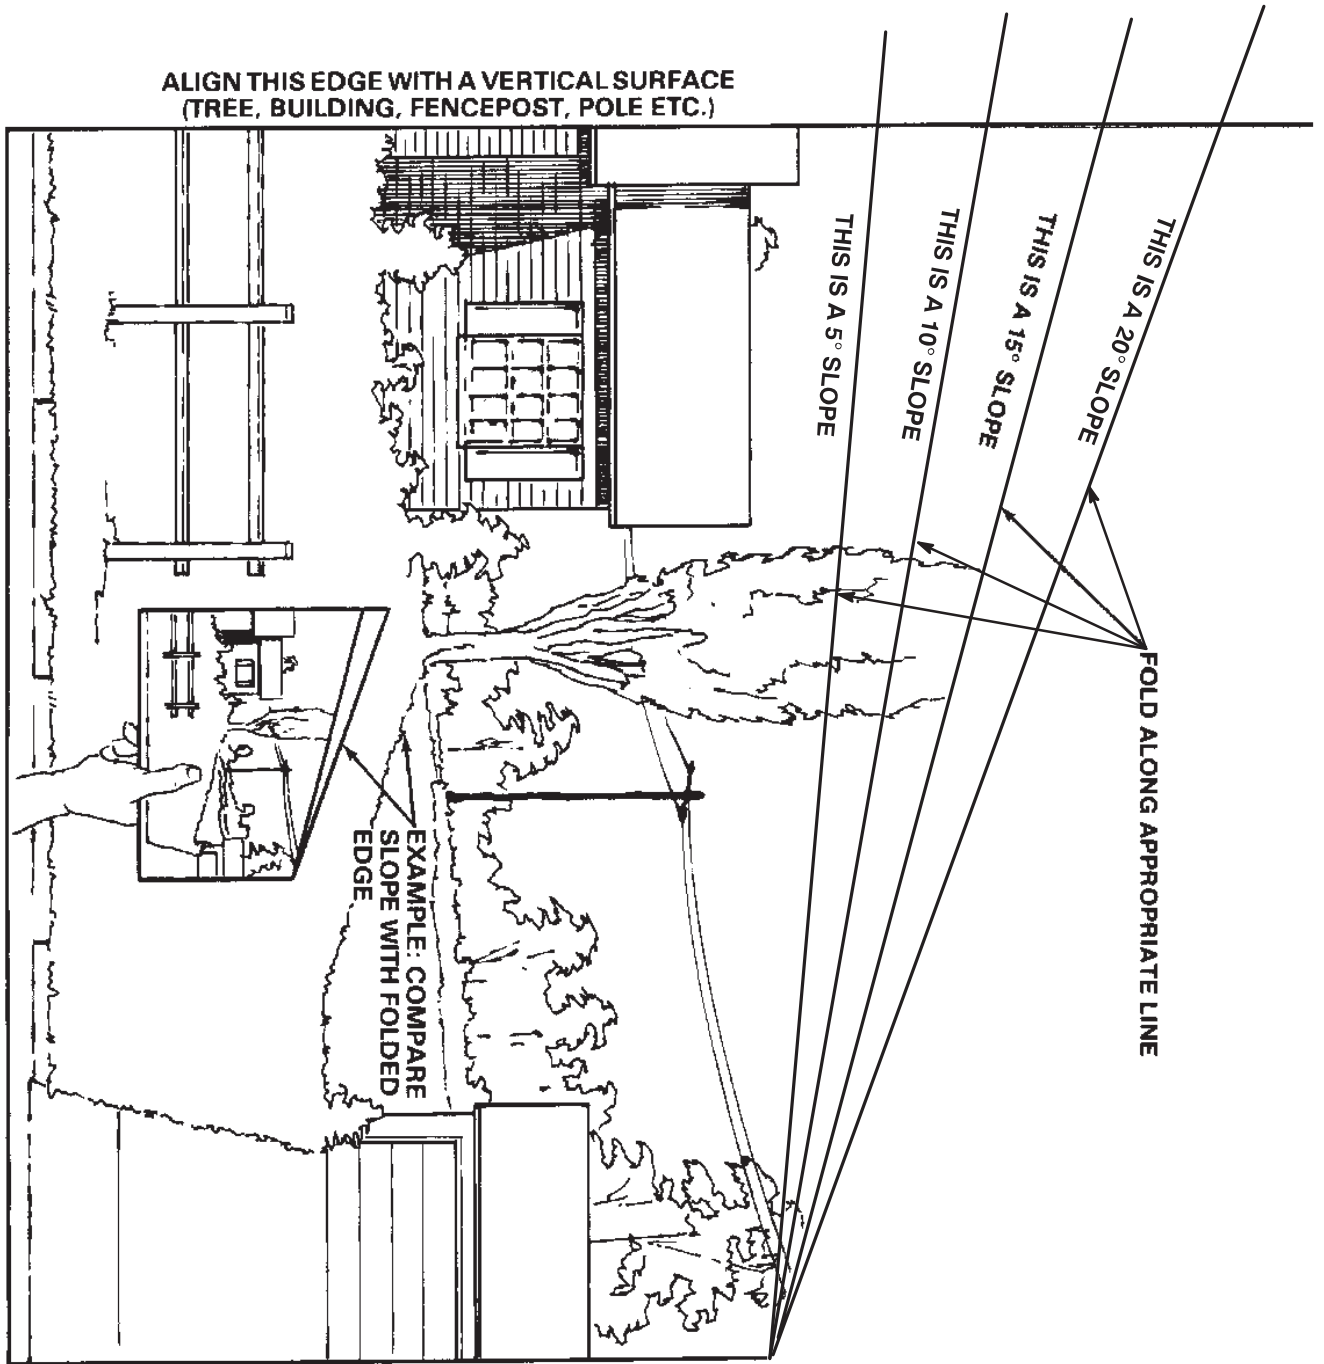 ALIGN THIS EDGE WITH A VERTICAL SURFACE
(TREE, BUILDING, FENCEPOST, POLE ETC.)
THIS IS A 5° SLOPE
THIS IS A 10° SLOPE
THIS IS A 15° SLOPE
THIS IS A 20° SLOPE
FOLD ALONG APPROPRIATE LINE
EXAMPLE: COMPARE
SLOPE WITH FOLDED
EDGE